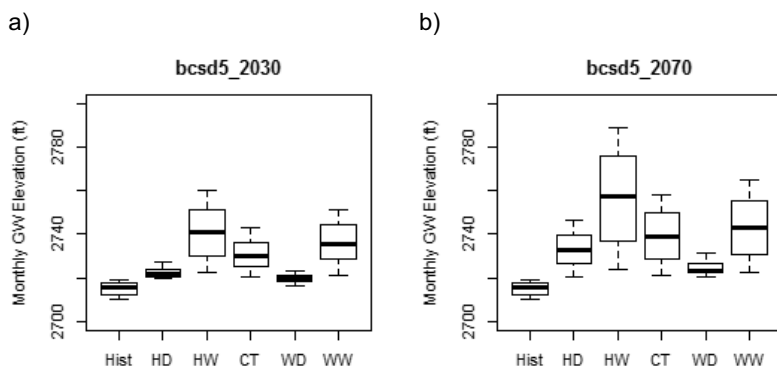 a)
bcsd5_2030
Monthly GW Elevation (ft)
2780
2740
2700
Hist HD HW CT WD WW
b)
bcsd5_2070
Monthly GW Elevation (ft)
2780
2740
2700
Hist HD HW CT WD WW